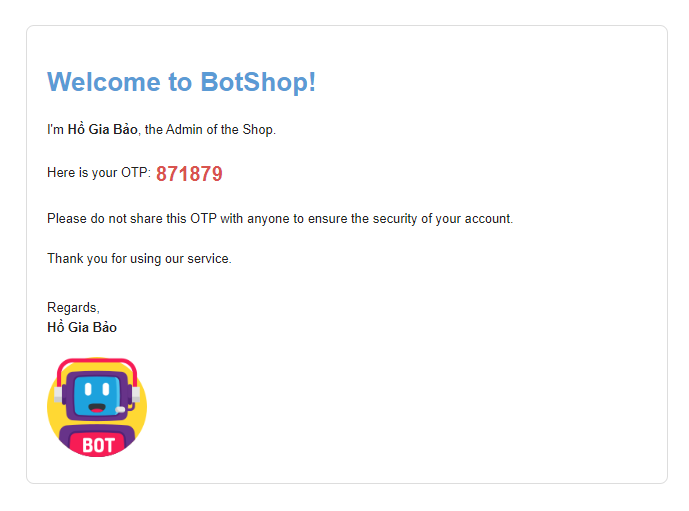 Welcome to BotShop!
I'm Hồ Gia Bảo, the Admin of the Shop.
Here is your OTP: 871879
Please do not share this OTP with anyone to ensure the security of your account.
Thank you for using our service.
Regards,
Hồ Gia Bảo
BOT